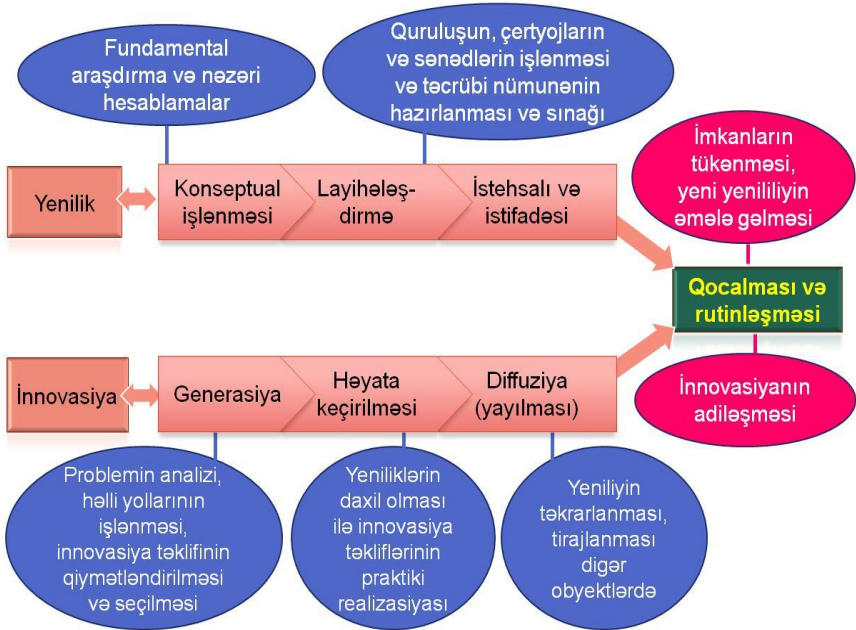 Fundamental
araşdırma və nəzəri
hesablamalar
Quruluşun, çertyojların
və sənədlərin işlənməsi
və təcrübi nümunənin
hazırlanması və sınağı
İmkanların
tükənməsi,
yeni yenililiyin
əmələ gəlməsi
Yenilik
Konseptual
işlənməsi
Layihələş-
dirmə
İstehsalı və
istifadəsi
Qocalması və
rutinləşməsi
İnnovasiya
Generasiya
Həyata
keçirilməsi
Diffuziya
(yayılması)
İnnovasiyanın
adiləşməsi
Problemin analizi,
həlli yollarının
işlənməsi,
innovasiya təklifinin
qiymətləndirilməsi
və seçilməsi
Yeniliklərin
daxil olması
ilə innovasiya
təkliflərinin
praktiki
realizasiyası
Yeniliyin
təkrarlanması,
tirajlanması
digər
obyektlərdə